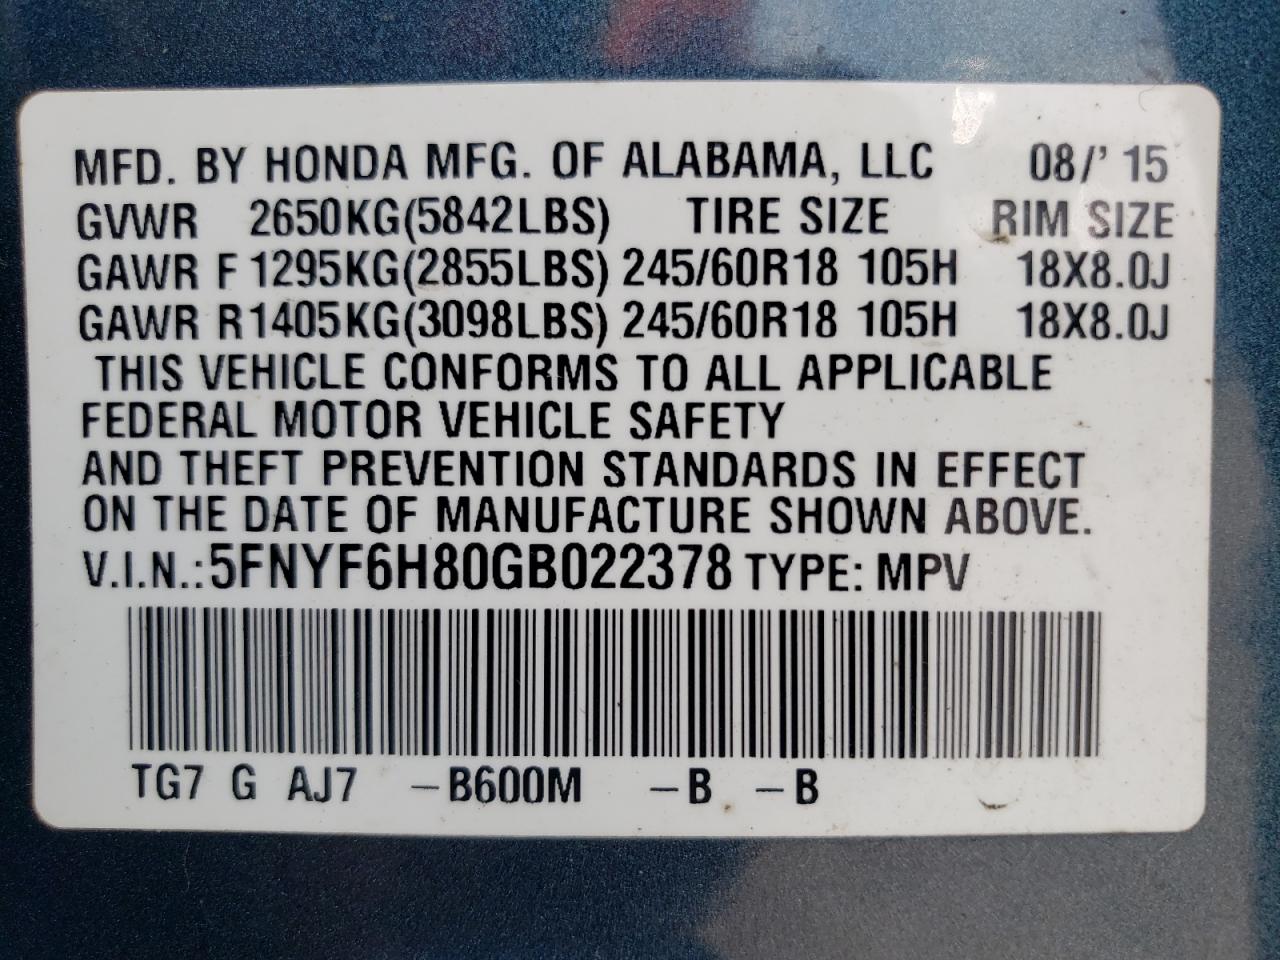 MFD. BY HONDA MFG. OF ALABAMA, LLC 08/' 15
GVWR 2650KG(5842LBS) TIRE SIZE RIM SIZE
GAWR F 1295KG(2855LBS) 245/60R18 105H 18X8.0J
GAWR R 1405KG(3098LBS) 245/60R18 105H 18X8.0J
THIS VEHICLE CONFORMS TO ALL APPLICABLE
FEDERAL MOTOR VEHICLE SAFETY
AND THEFT PREVENTION STANDARDS IN EFFECT
ON THE DATE OF MANUFACTURE SHOWN ABOVE.
V.I.N.: 5FNYF6H80GB022378 TYPE: MPV
TG7 G AJ7 –B600M –B –B